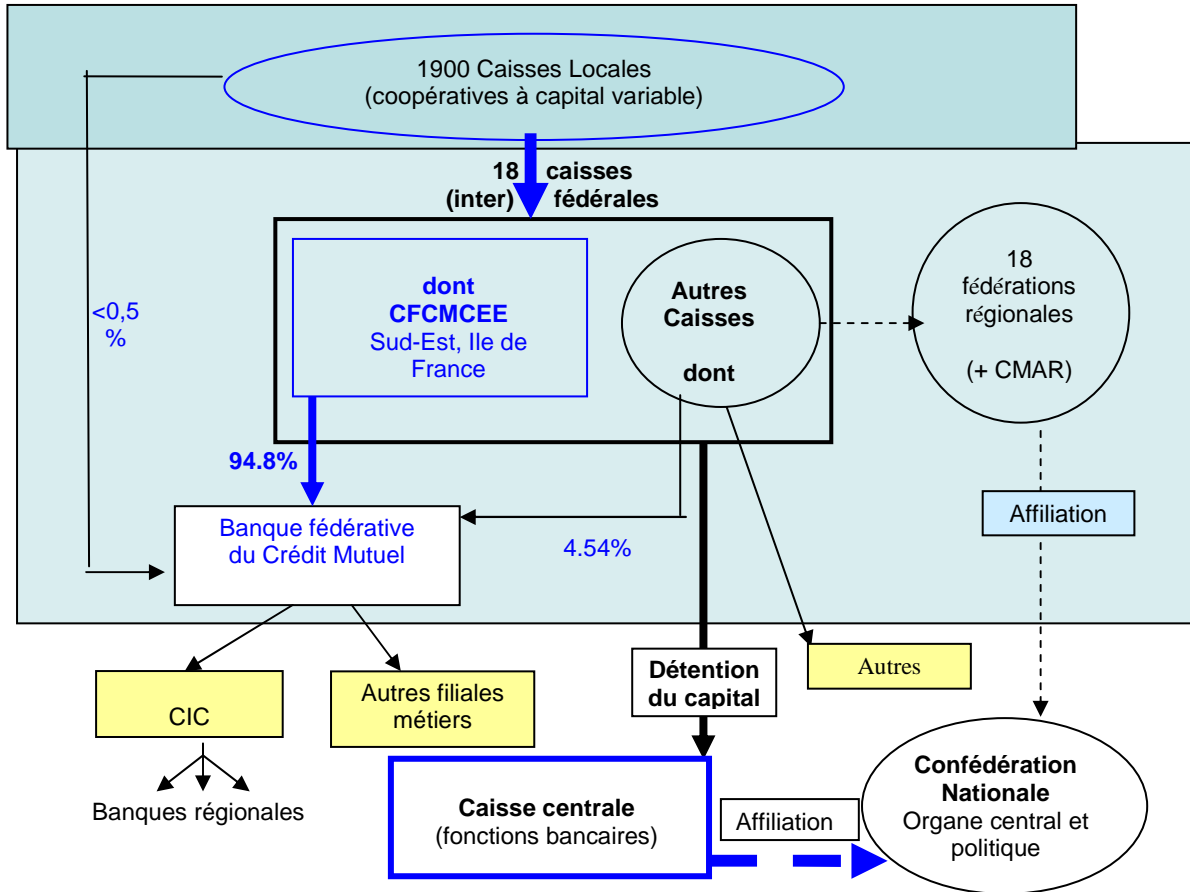 1900 Caisses Locales
(coopératives à capital variable)
18 caisses
(inter) fédérales
dont
CFCMCEE
Sud-Est, Ile de
France
Autres
Caisses
dont
18
fédérations
régionales
(+ CMAR)
<0,5
%
94.8%
Banque fédérative
du Crédit Mutuel
4.54%
Affiliation
CIC
Autres filiales
métiers
Détention
du capital
Autres
Banques régionales
Caisse centrale
(fonctions bancaires)
Affiliation
Confédération
Nationale
Organe central et
politique